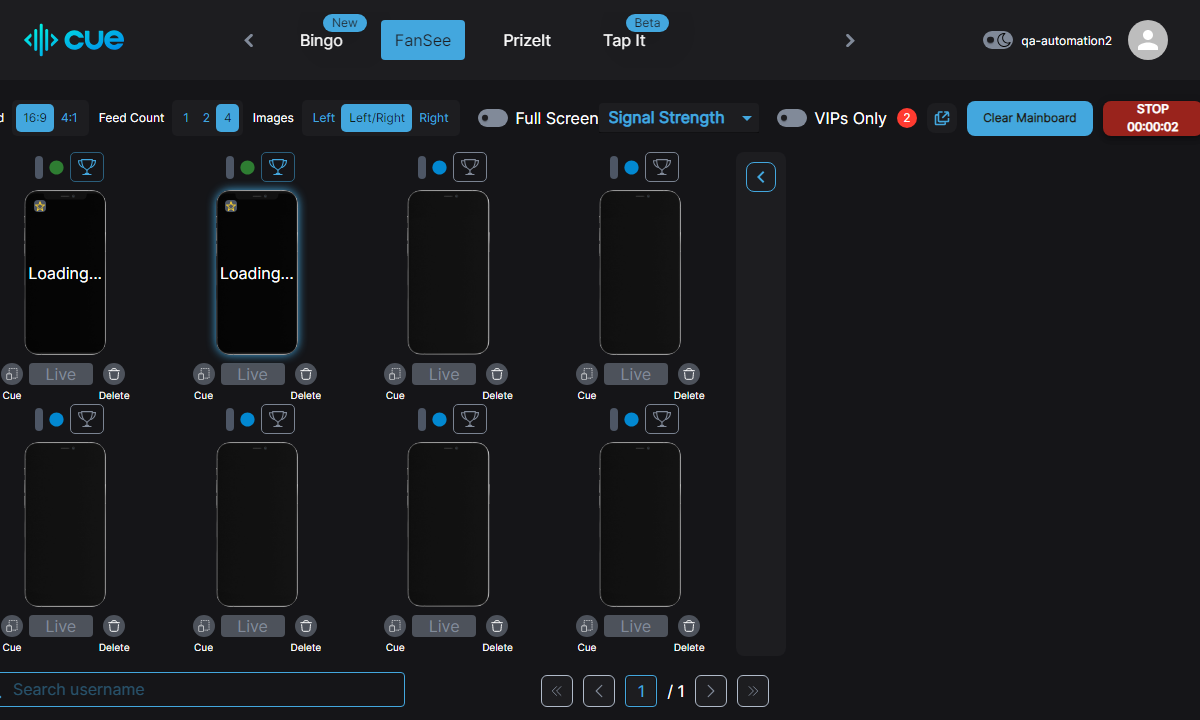 cue
Bingo
New
FanSee
PrizeIt
Tap It
Beta
qa-automation2
d
16:9
4:1
Feed Count
1
2
4
Images
Left
Left/Right
Right
Full Screen
Signal Strength
VIPs Only
2
Clear Mainboard
STOP
00:00:02
Loading...
Loading...
Live
Live
Live
Live
Cue
Delete
Cue
Delete
Cue
Delete
Cue
Delete
Live
Live
Live
Live
Cue
Delete
Cue
Delete
Cue
Delete
Cue
Delete
Search username
1
/ 1